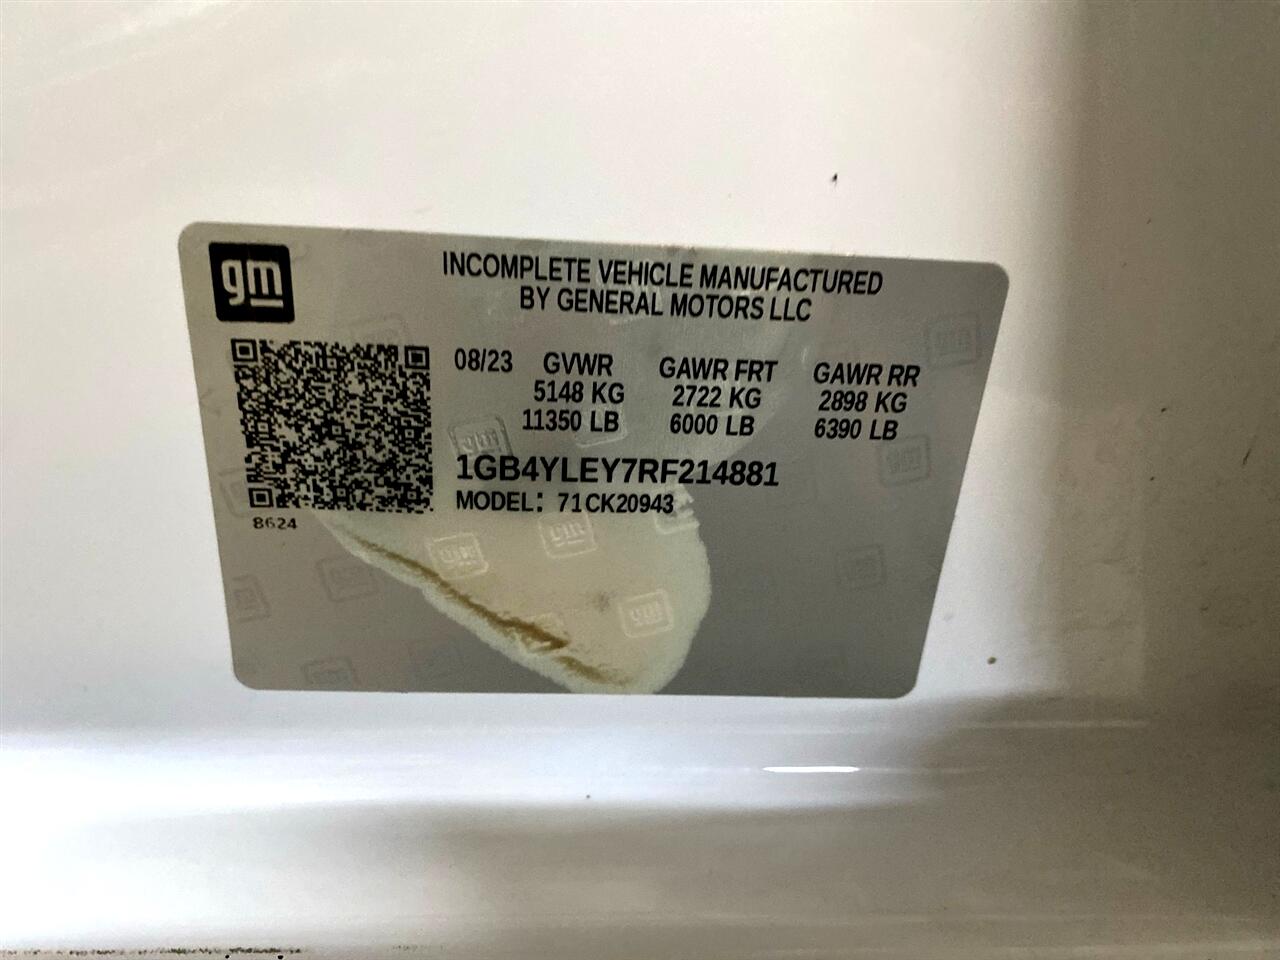 gm
INCOMPLETE VEHICLE MANUFACTURED
BY GENERAL MOTORS LLC
08/23 GVWR GAWR FRT GAWR RR
5148 KG 2722 KG 2898 KG
11350 LB 6000 LB 6390 LB
1GB4YLEY7RF214881
MODEL: 71CK20943
8624